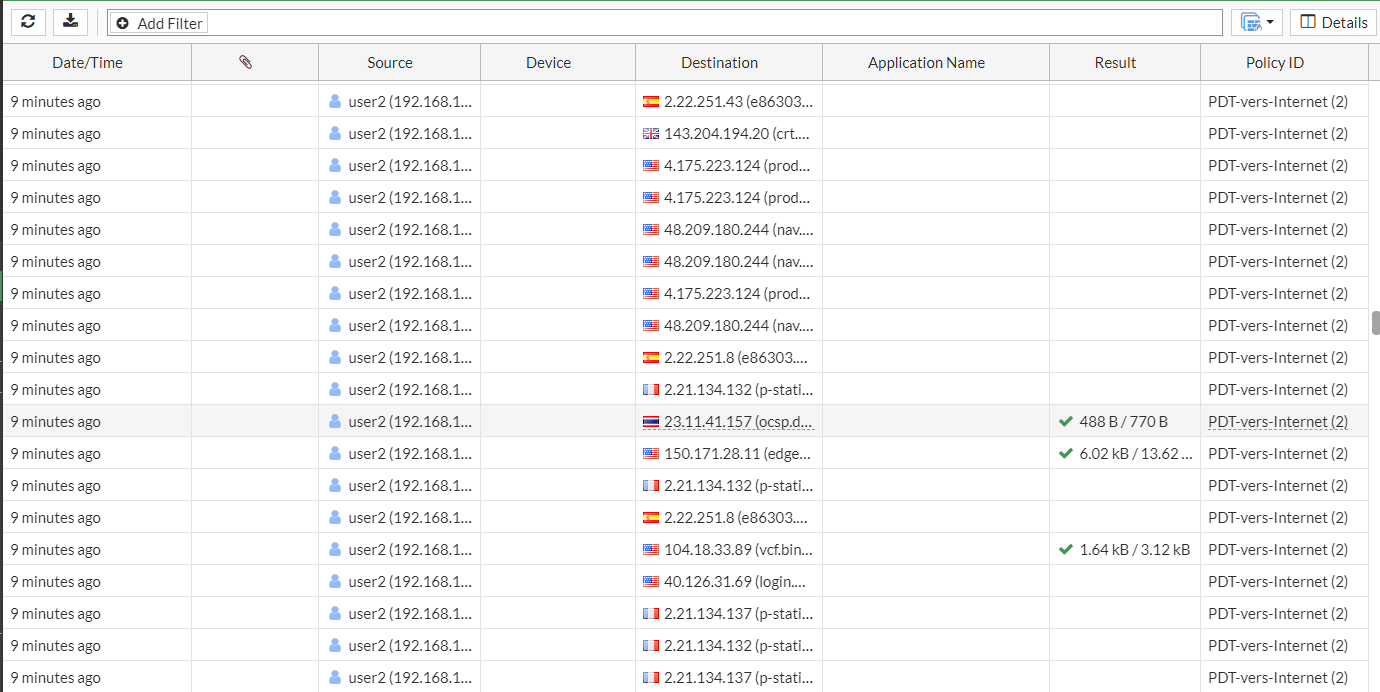 Add Filter Details
Date/Time Source Device Destination Application Name Result Policy ID
9 minutes ago user2 (192.168.1... 2.22.251.43 (e86303... PDT-vers-Internet (2)
9 minutes ago user2 (192.168.1... 143.204.194.20 (crt.... PDT-vers-Internet (2)
9 minutes ago user2 (192.168.1... 4.175.223.124 (prod... PDT-vers-Internet (2)
9 minutes ago user2 (192.168.1... 4.175.223.124 (prod... PDT-vers-Internet (2)
9 minutes ago user2 (192.168.1... 48.209.180.244 (nav.... PDT-vers-Internet (2)
9 minutes ago user2 (192.168.1... 48.209.180.244 (nav.... PDT-vers-Internet (2)
9 minutes ago user2 (192.168.1... 4.175.223.124 (prod... PDT-vers-Internet (2)
9 minutes ago user2 (192.168.1... 48.209.180.244 (nav.... PDT-vers-Internet (2)
9 minutes ago user2 (192.168.1... 2.22.251.8 (e86303.... PDT-vers-Internet (2)
9 minutes ago user2 (192.168.1... 2.21.134.132 (p-stati... PDT-vers-Internet (2)
9 minutes ago user2 (192.168.1... 23.11.41.157 (ocsp.d... 488 B / 770 B PDT-vers-Internet (2)
9 minutes ago user2 (192.168.1... 150.171.28.11 (edge... 6.02 kB / 13.62 ... PDT-vers-Internet (2)
9 minutes ago user2 (192.168.1... 2.21.134.132 (p-stati... PDT-vers-Internet (2)
9 minutes ago user2 (192.168.1... 2.22.251.8 (e86303.... PDT-vers-Internet (2)
9 minutes ago user2 (192.168.1... 104.18.33.89 (vcf.bin... 1.64 kB / 3.12 kB PDT-vers-Internet (2)
9 minutes ago user2 (192.168.1... 40.126.31.69 (login.... PDT-vers-Internet (2)
9 minutes ago user2 (192.168.1... 2.21.134.137 (p-stati... PDT-vers-Internet (2)
9 minutes ago user2 (192.168.1... 2.21.134.132 (p-stati... PDT-vers-Internet (2)
9 minutes ago user2 (192.168.1... 2.21.134.137 (p-stati... PDT-vers-Internet (2)